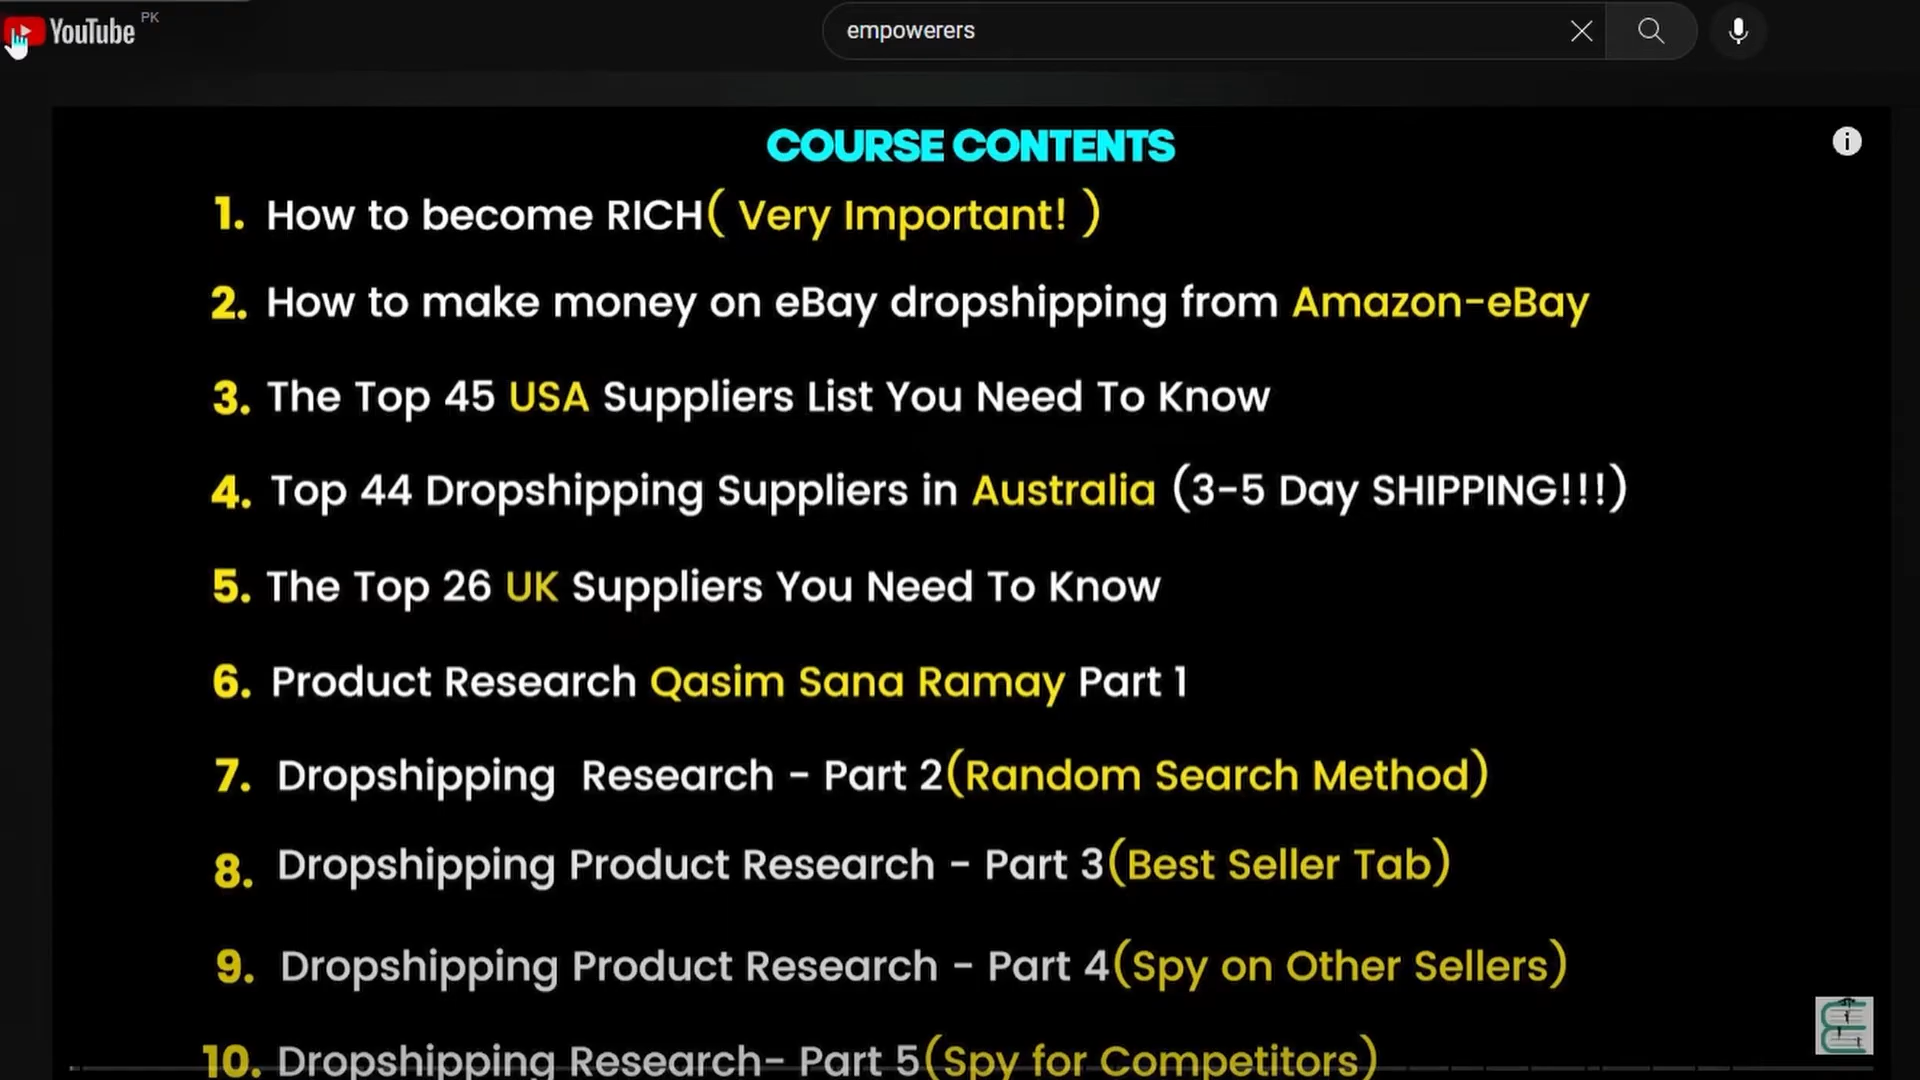 YouTube PK
empowerers
COURSE CONTENTS
1. How to become RICH( Very Important! )
2. How to make money on eBay dropshipping from Amazon-eBay
3. The Top 45 USA Suppliers List You Need To Know
4. Top 44 Dropshipping Suppliers in Australia (3-5 Day SHIPPING!!!)
5. The Top 26 UK Suppliers You Need To Know
6. Product Research Qasim Sana Ramay Part 1
7. Dropshipping Research - Part 2(Random Search Method)
8. Dropshipping Product Research - Part 3(Best Seller Tab)
9. Dropshipping Product Research - Part 4(Spy on Other Sellers)
10. Dropshipping Research- Part 5(Spy for Competitors)